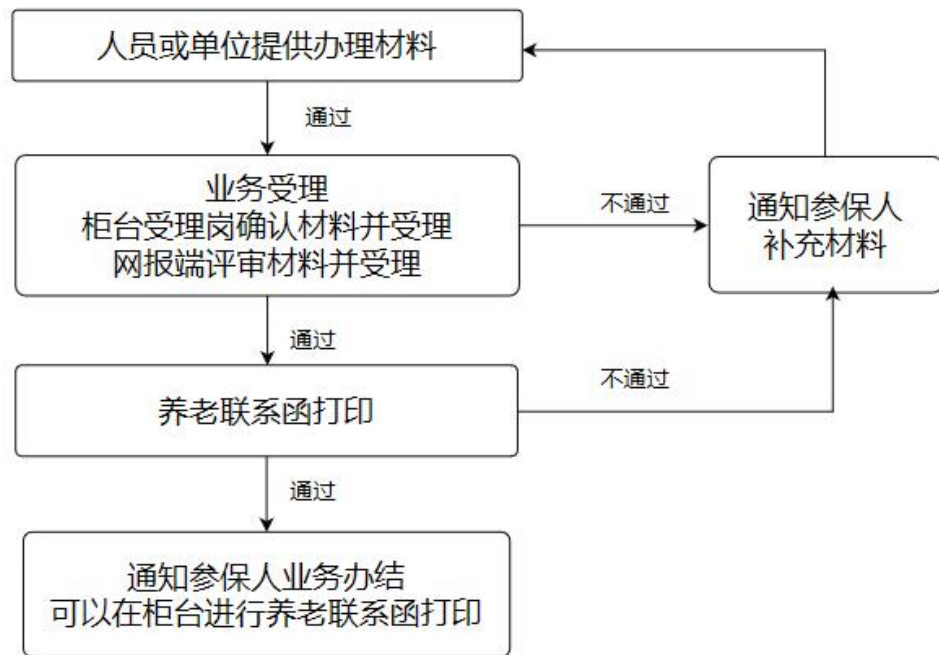 人员或单位提供办理材料
通过
业务受理
柜台受理岗确认材料并受理
网报端评审材料并受理
不通过
通知参保人
补充材料
通过
养老联系函打印
不通过
通过
通知参保人业务办结
可以在柜台进行养老联系函打印